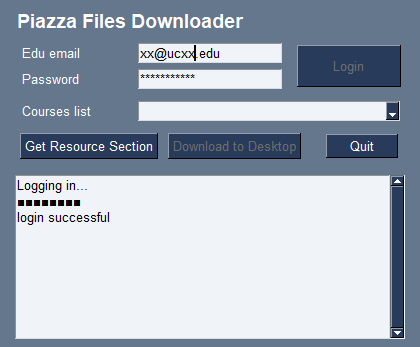 Piazza Files Downloader
Edu email xx@ucxx.edu
Login
Password ***********
Courses list
Get Resource Section Download to Desktop Quit
Logging in...
■■■■■■■■
login successful